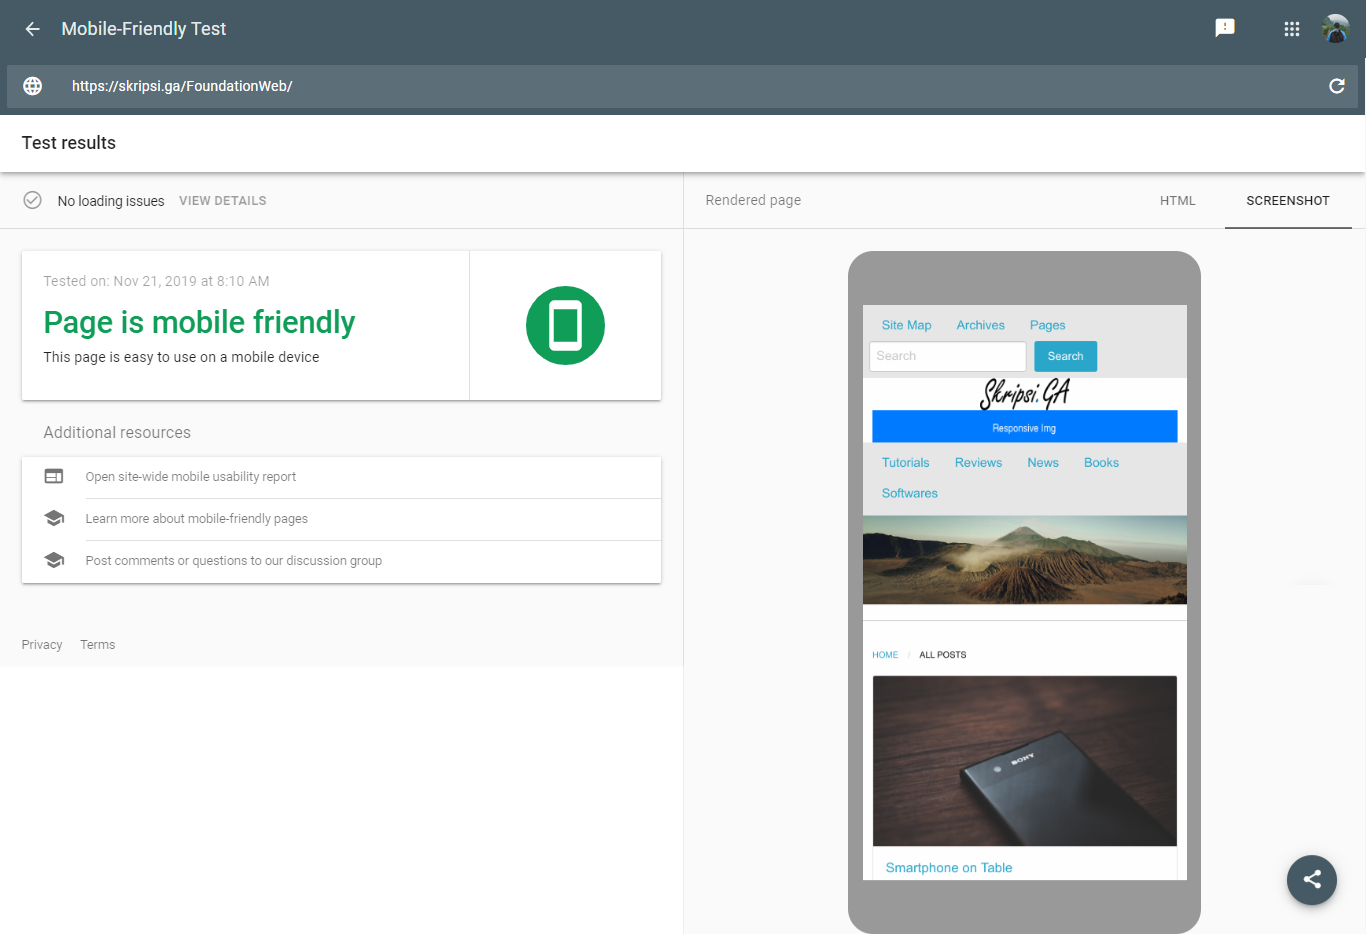 Mobile-Friendly Test
https://skripsi.ga/FoundationWeb/
Test results
No loading issues VIEW DETAILS
Tested on: Nov 21, 2019 at 8:10 AM
Page is mobile friendly
This page is easy to use on a mobile device
Additional resources
Open site-wide mobile usability report
Learn more about mobile-friendly pages
Post comments or questions to our discussion group
Privacy Terms
Rendered page HTML SCREENSHOT
Site Map Archives Pages
Search Search
Skripsi.GA
Responsive Img
Tutorials Reviews News Books
Softwares
HOME / ALL POSTS
SONY
Smartphone on Table